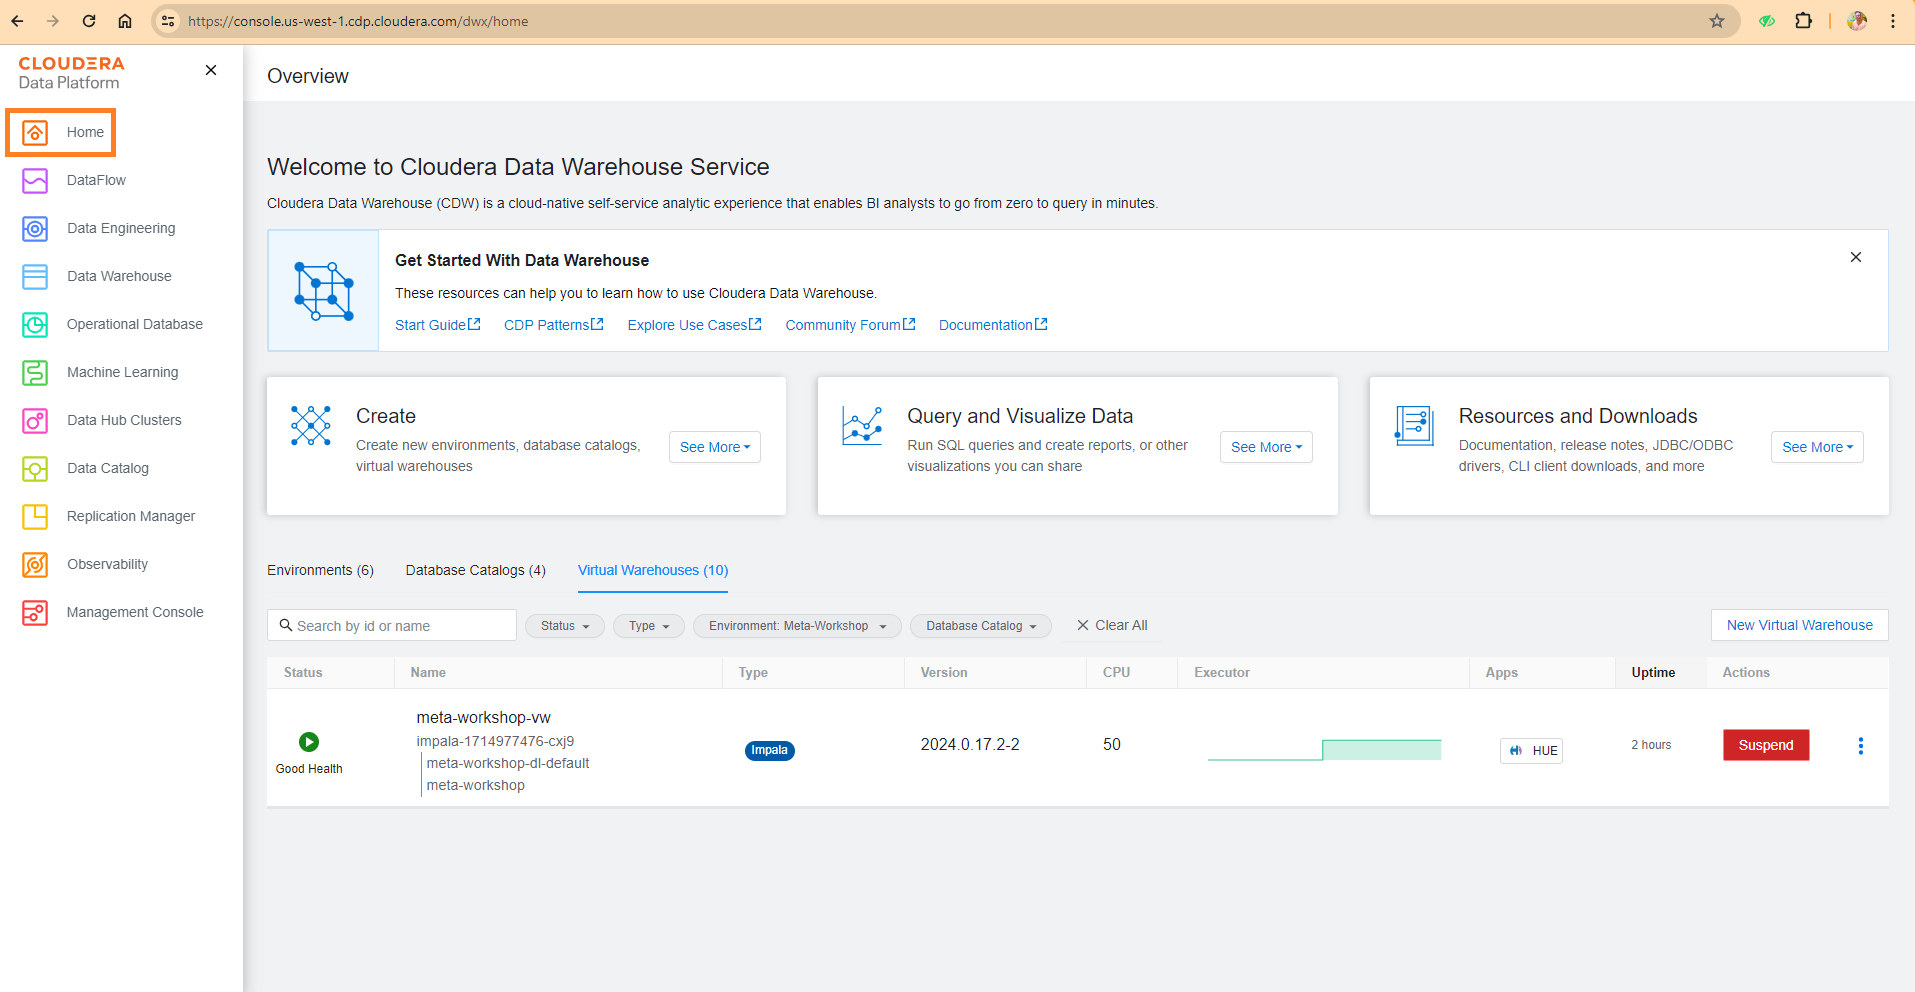 https://console.us-west-1.cdp.cloudera.com/dwx/home
CLOUDERA
Data Platform
Home
DataFlow
Data Engineering
Data Warehouse
Operational Database
Machine Learning
Data Hub Clusters
Data Catalog
Replication Manager
Observability
Management Console
Overview
Welcome to Cloudera Data Warehouse Service
Cloudera Data Warehouse (CDW) is a cloud-native self-service analytic experience that enables BI analysts to go from zero to query in minutes.
Get Started With Data Warehouse
These resources can help you to learn how to use Cloudera Data Warehouse.
Start Guide CDP Patterns Explore Use Cases Community Forum Documentation
Create
Create new environments, database catalogs,
virtual warehouses
See More
Query and Visualize Data
Run SQL queries and create reports, or other
visualizations you can share
See More
Resources and Downloads
Documentation, release notes, JDBC/ODBC
drivers, CLI client downloads, and more
See More
Environments (6) Database Catalogs (4) Virtual Warehouses (10)
Search by id or name Status Type Environment: Meta-Workshop Database Catalog Clear All New Virtual Warehouse
Status Name Type Version CPU Executor Apps Uptime Actions
Good Health
meta-workshop-vw
impala-1714977476-cxj9
meta-workshop-dl-default
meta-workshop
Impala 2024.0.17.2-2 50 HUE 2 hours Suspend